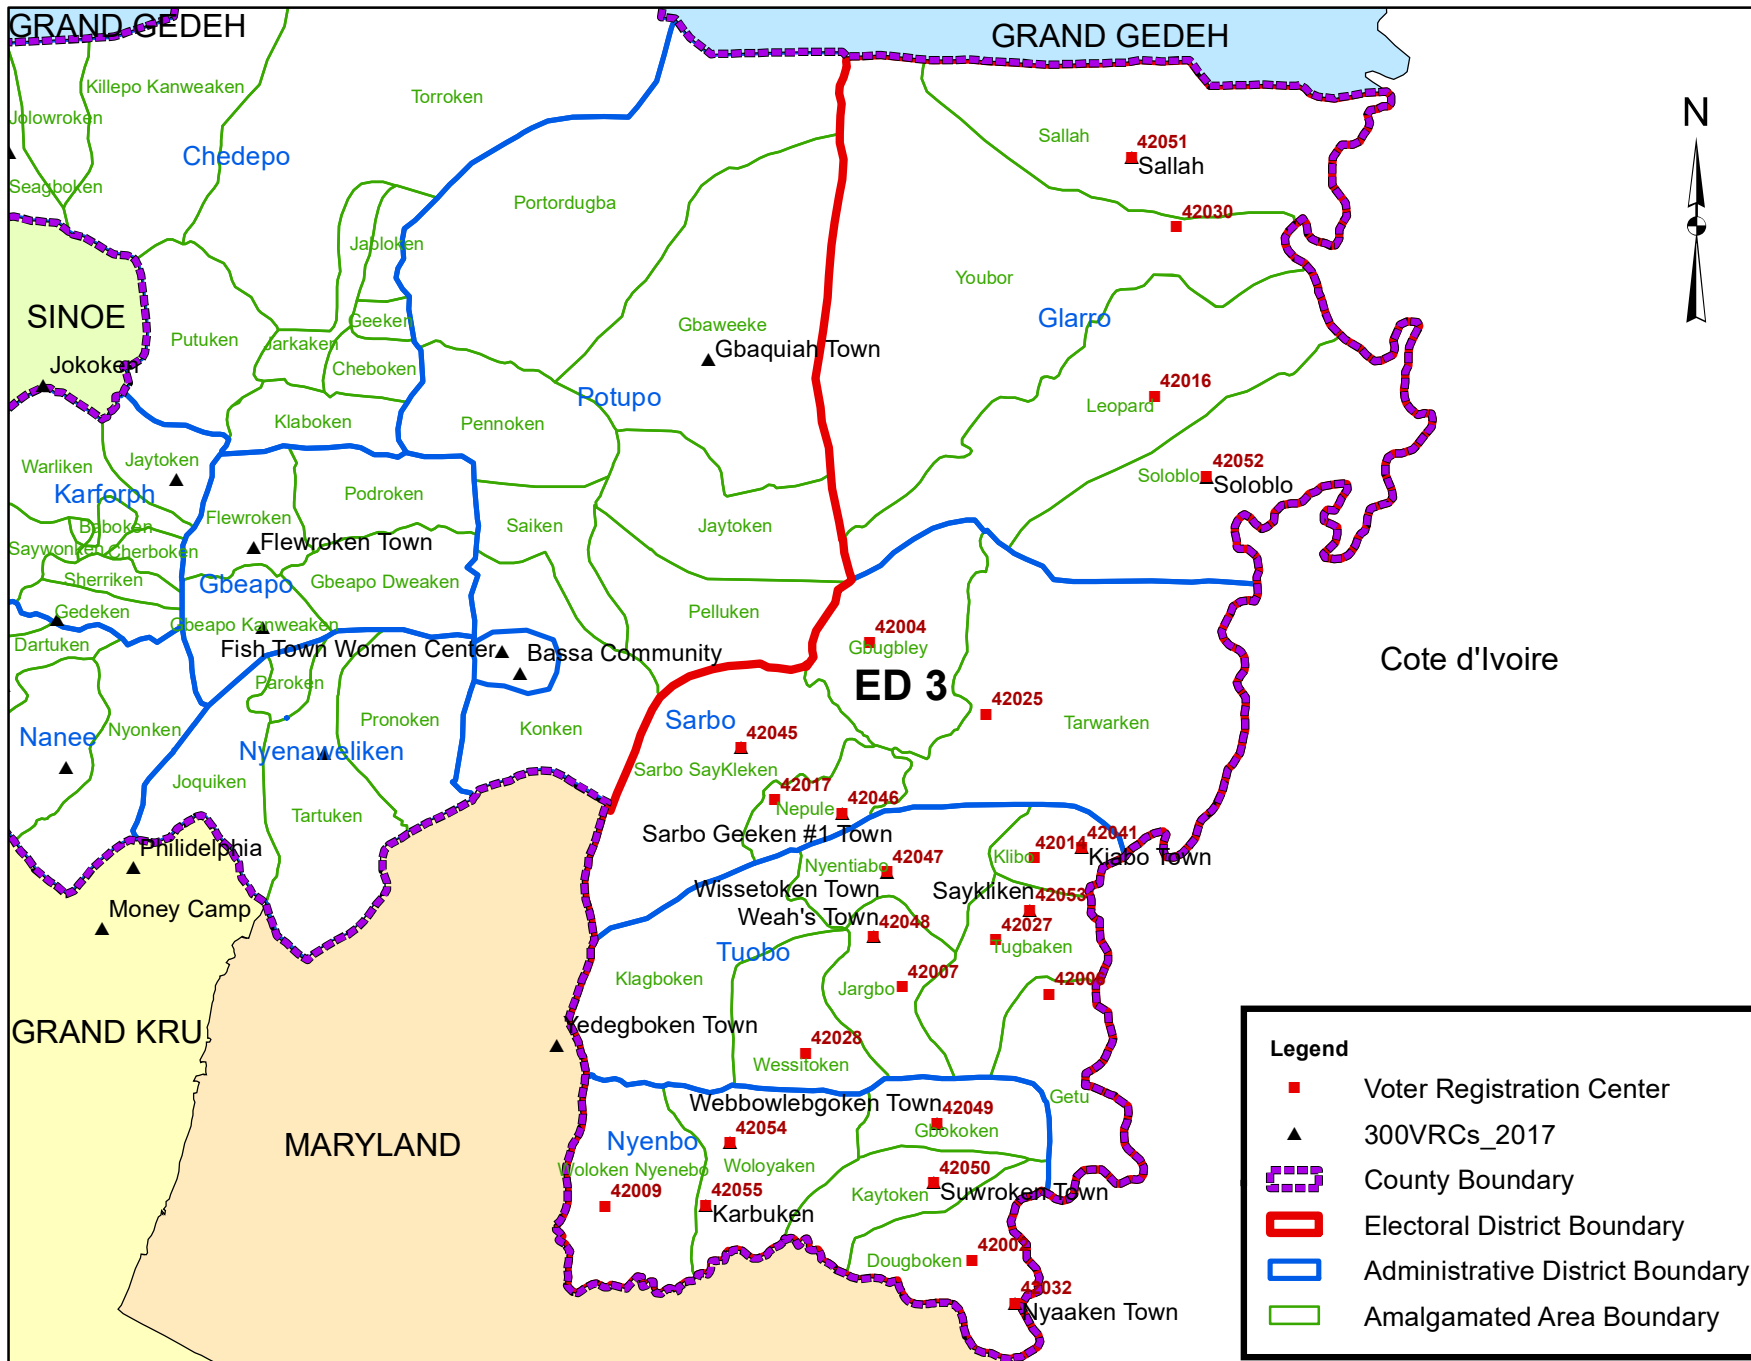 GRAND GEDEH
GRAND GEDEH
Killepo Kanweaken
Torroken
Jolowroken
N
Sallah
42051
Sallah
Chedepo
Seagboken
Portordugba
42030
Jabloken
Youbor
SINOE
Geeken
Glarro
Putuken
Jarkaken
Gbaweeke
Gbaquiah Town
Jokoken
Cheboken
Potupo
42016
Leopard
Klaboken
Pennoken
Warliken
Jaytoken
42052
Soloblo
Soloblo
Karforph
Podroken
Baboken
Flewroken
Saiken
Jaytoken
Saywonken
Cherboken
Flewroken Town
Sherriken
Gbeapo
Gbeapo Dweaken
Gedeken
Gbeapo Kanweaken
Pelluken
42004
Gbugbley
Dartuken
Fish Town Women Center
Bassa Community
Cote d'Ivoire
Paroken
ED 3
42025
Nyonken
Pronoken
Konken
Sarbo
Tarwarken
Nanee
Nyenaweliken
42045
Sarbo SayKleken
Joquiken
42017
Nepule
42046
Tartuken
Sarbo Geeken #1 Town
Philidelphia
42041
42014
Klibo
Kiabo Town
Nyentiabo
42047
Wissetoken Town
Saykliken
42053
Money Camp
Weah's Town
42048
42027
Tugbaken
Tuobo
Klagboken
Jargbo
42007
GRAND KRU
Yedegboken Town
42028
Wessitoken
Legend
Voter Registration Center
Getu
Webbowlebgoken Town
42049
Gbokoken
300VRCs_2017
MARYLAND
Nyenbo
42054
Woloken Nyenebo
Woloyaken
42050
Kaytoken
Suwroken Town
County Boundary
42009
42055
Karbuken
Electoral District Boundary
42002
Dougboken
Administrative District Boundary
42032
Nyaaken Town
Amalgamated Area Boundary